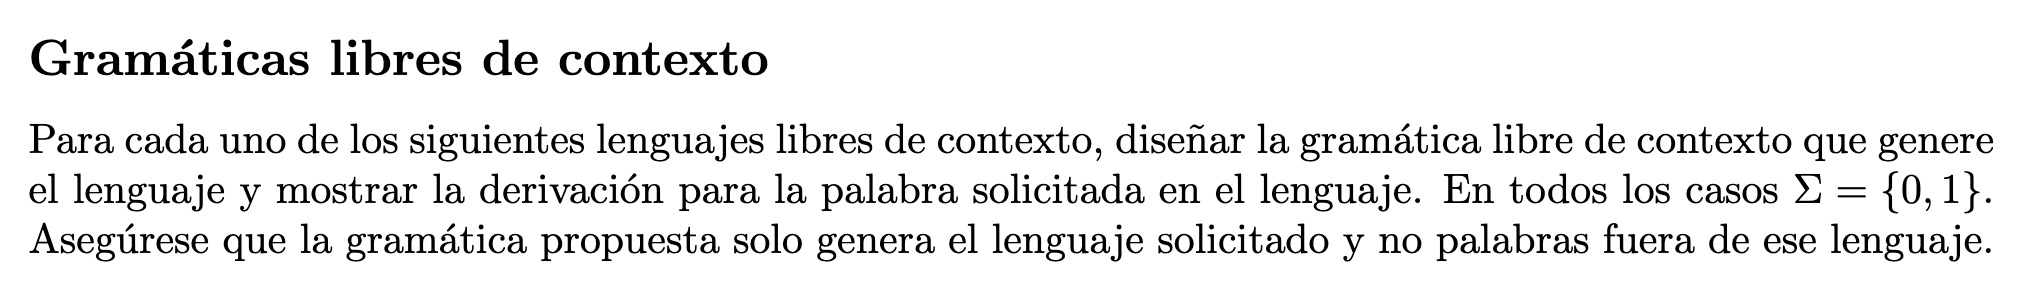 Gramáticas libres de contexto
Para cada uno de los siguientes lenguajes libres de contexto, diseñar la gramática libre de contexto que genere
el lenguaje y mostrar la derivación para la palabra solicitada en el lenguaje. En todos los casos Σ = {0, 1}.
Asegúrese que la gramática propuesta solo genera el lenguaje solicitado y no palabras fuera de ese lenguaje.